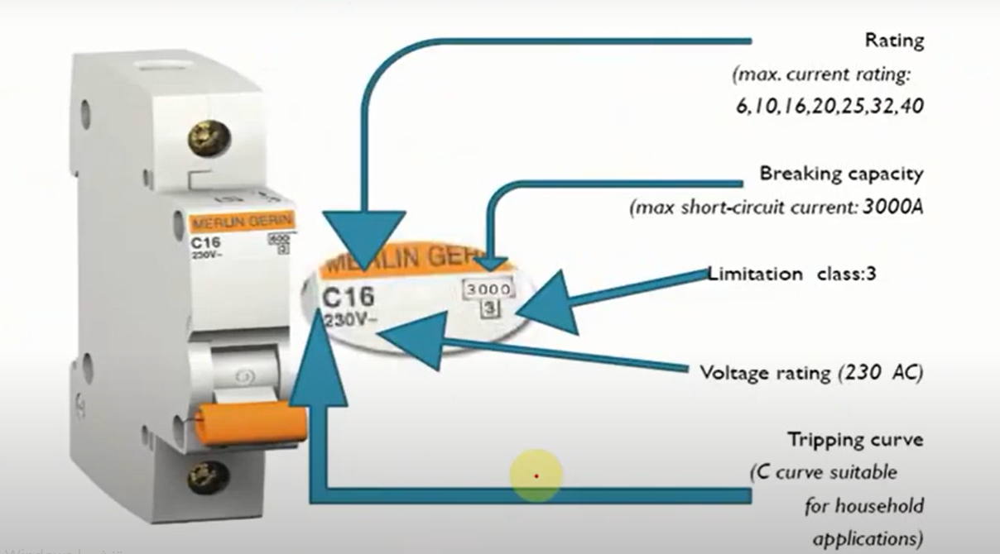 Rating
(max. current rating:
6,10,16,20,25,32,40
Breaking capacity
(max short-circuit current: 3000A
Limitation class:3
Voltage rating (230 AC)
Tripping curve
(C curve suitable
for household
applications)
MERLIN GERIN
C16
230V~
3
MERLIN GER
C16
3000
230V~
3